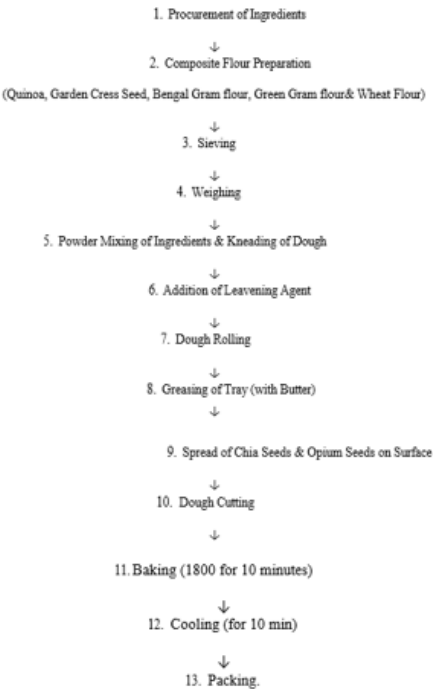 1. Procurement of Ingredients
↓
2. Composite Flour Preparation
(Quinoa, Garden Cress Seed, Bengal Gram flour, Green Gram flour& Wheat Flour)
↓
3. Sieving
↓
4. Weighing
↓
5. Powder Mixing of Ingredients & Kneading of Dough
↓
6. Addition of Leavening Agent
↓
7. Dough Rolling
↓
8. Greasing of Tray (with Butter)
↓
9. Spread of Chia Seeds & Opium Seeds on Surface
↓
10. Dough Cutting
↓
11. Baking (1800 for 10 minutes)
↓
12. Cooling (for 10 min)
↓
13. Packing.